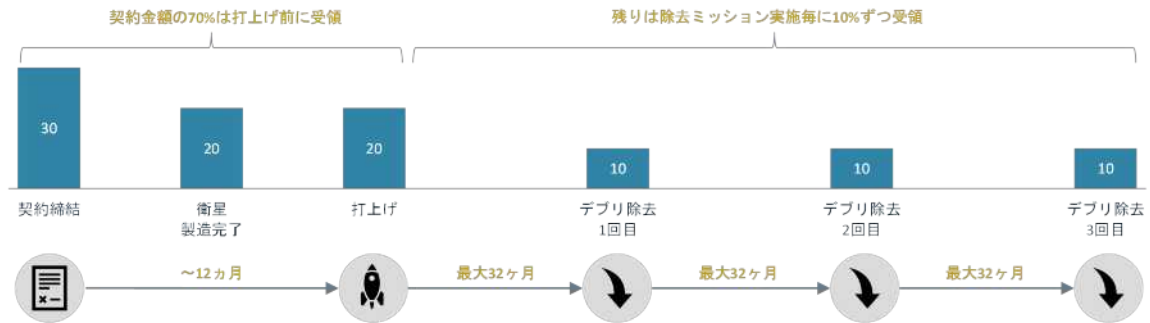 契約金額の70%は打上げ前に受領
残りは除去ミッション実施毎に10%ずつ受領
30
20
20
10
10
10
契約締結
衛星
製造完了
打上げ
デブリ除去
1回目
デブリ除去
2回目
デブリ除去
3回目
～12ヵ月
最大32ヶ月
最大32ヶ月
最大32ヶ月